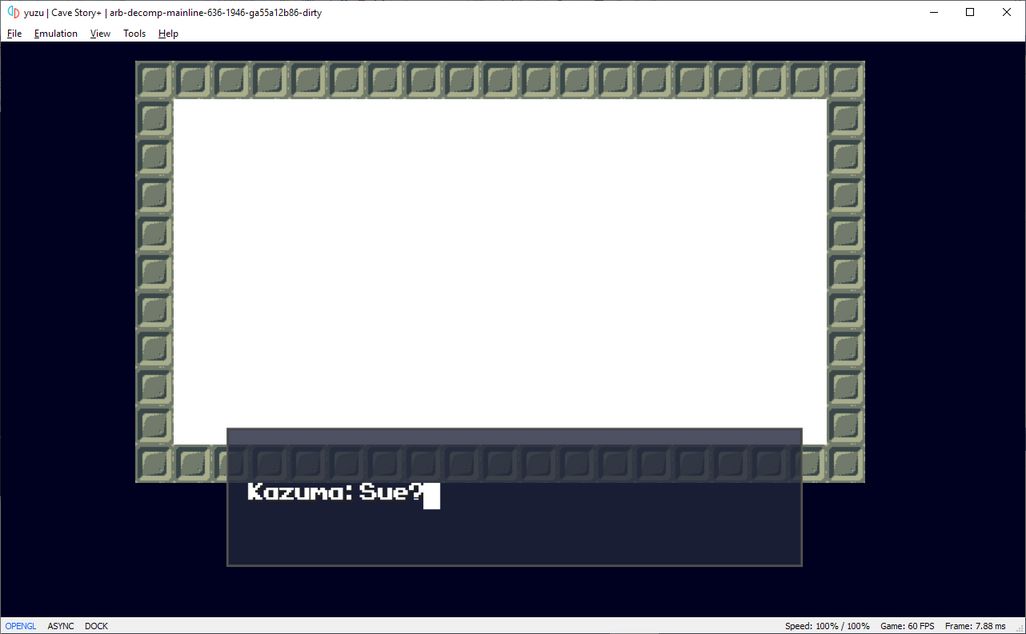 yuzu | Cave Story+ | arb-decomp-mainline-636-1946-ga55a12b86-dirty
File Emulation View Tools Help
Kazuma: Sue?
OPENGL ASYNC DOCK Speed: 100% / 100% Game: 60 FPS Frame: 7.88 ms